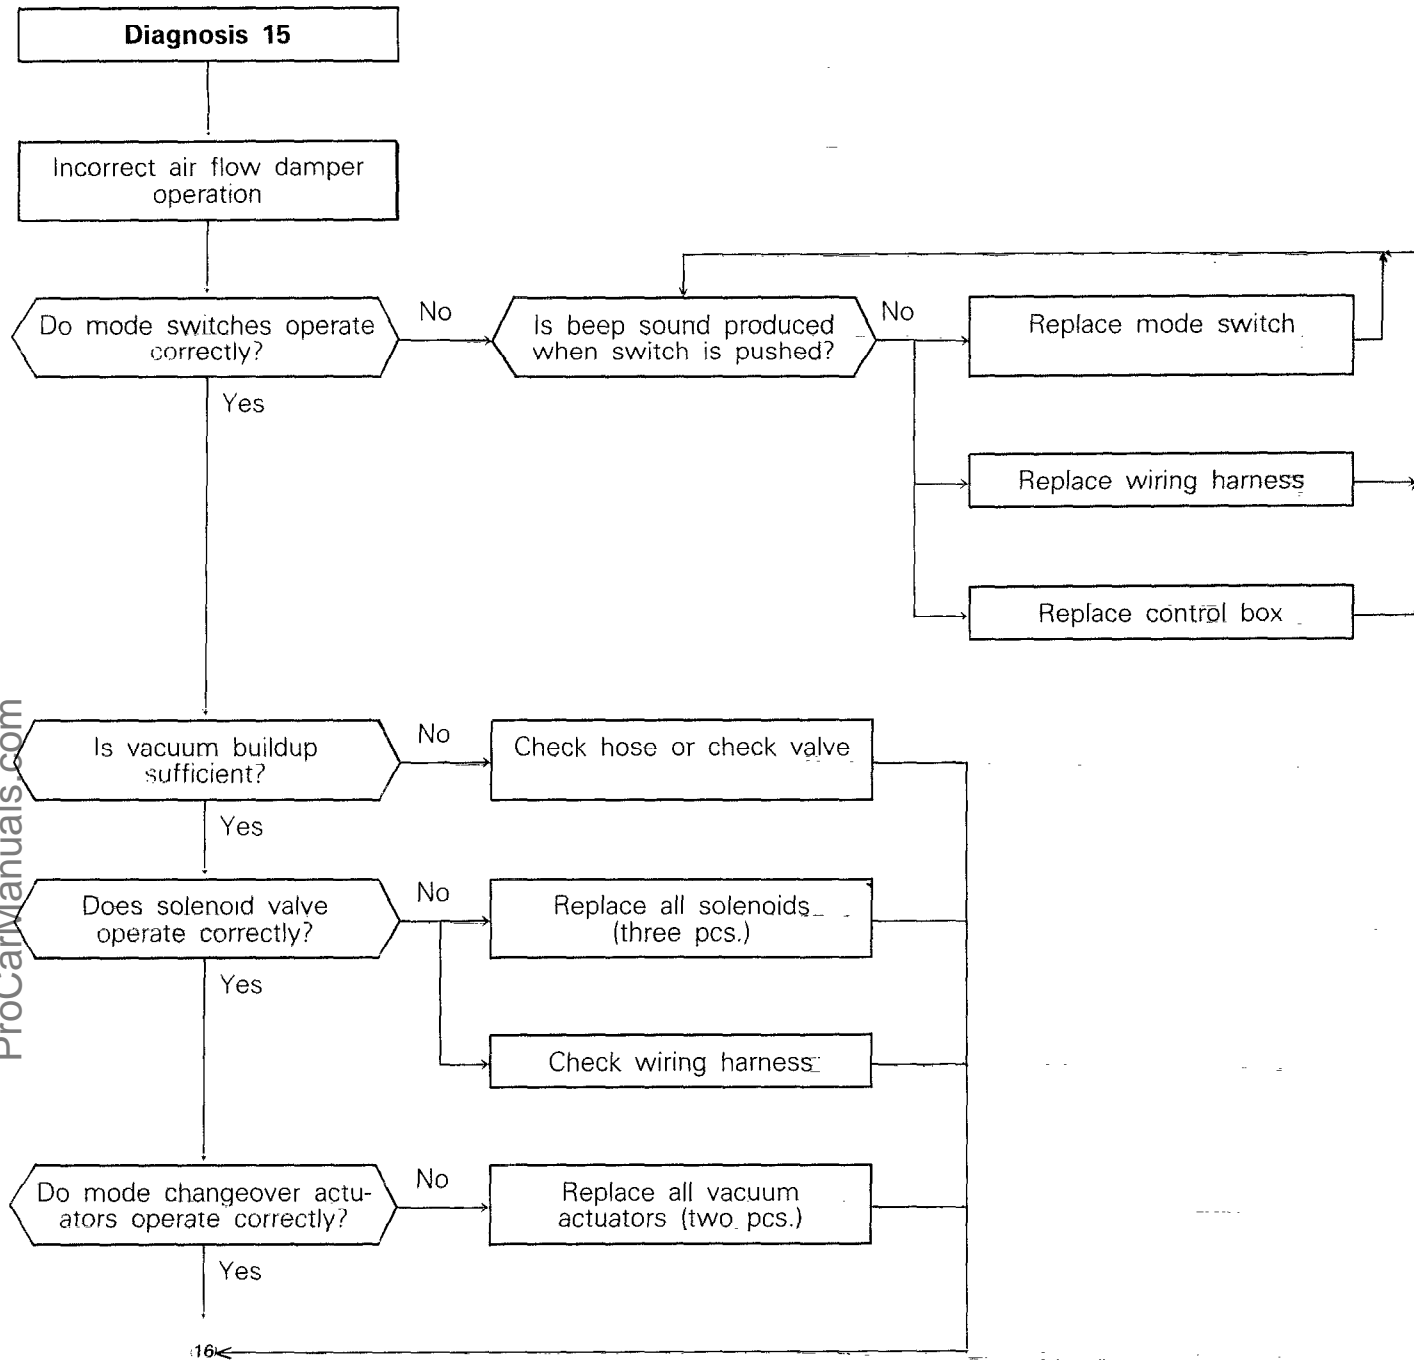 Diagnosis 15
Incorrect air flow damper
operation
Do mode switches operate
correctly?
No
Is beep sound produced
when switch is pushed?
No
Replace mode switch
Yes
Replace wiring harness
Replace control box
Is vacuum buildup
sufficient?
No
Check hose or check valve
Yes
Does solenoid valve
operate correctly?
No
Replace all solenoids
(three pcs.)
Yes
Check wiring harness
Do mode changeover actu-
ators operate correctly?
No
Replace all vacuum
actuators (two pcs.)
Yes
(16)
ProCarManuals.com